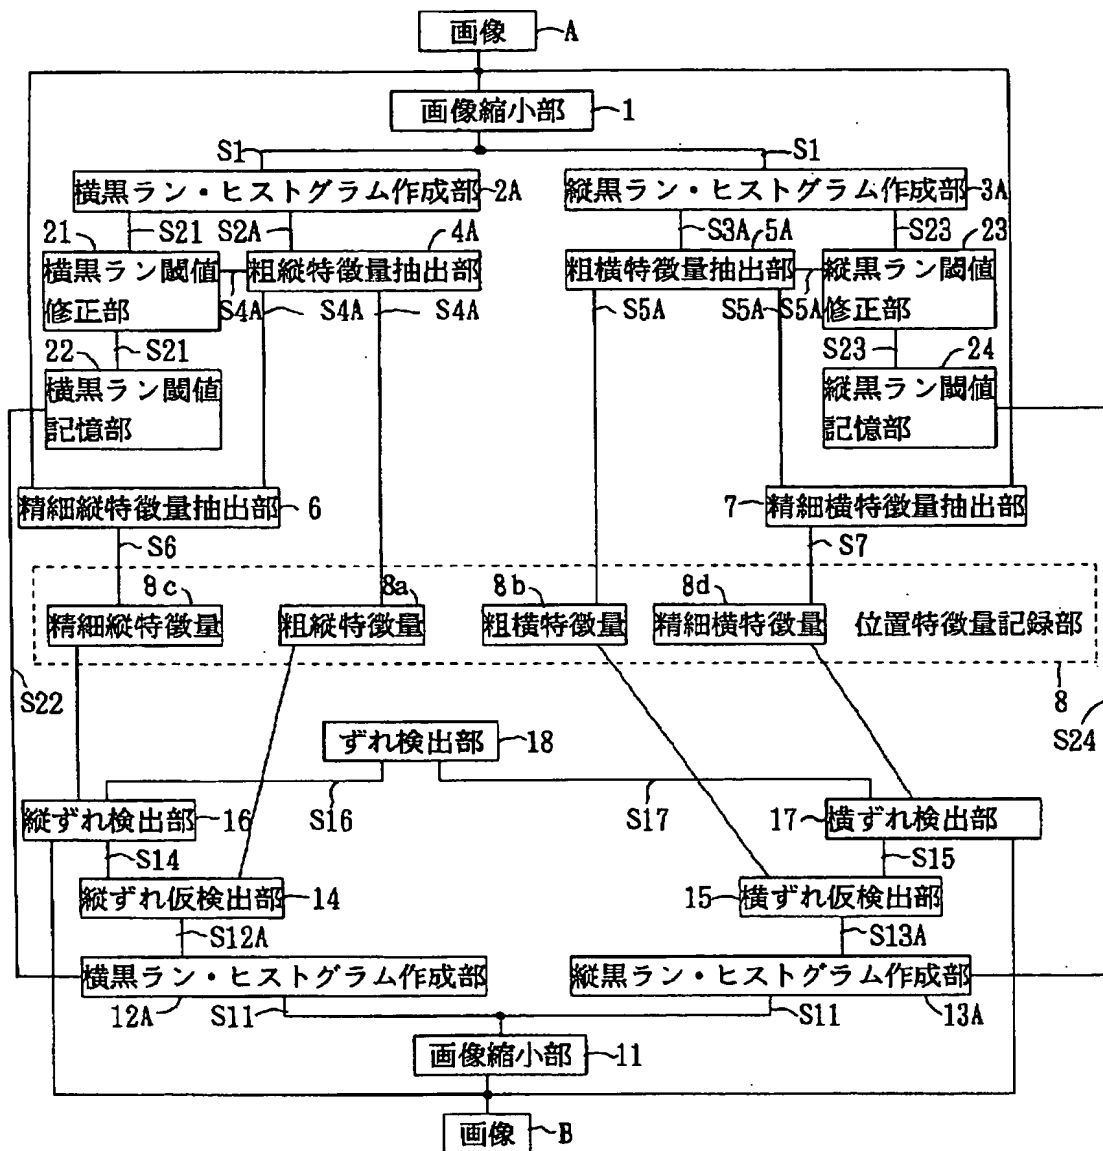 画像 A
画像縮小部 1
S1 S1
横黒ラン・ヒストグラム作成部 2A
縦黒ラン・ヒストグラム作成部 3A
21 S21 S2A 4A
S3A 5A S23 23
横黒ラン閾値
修正部
S4A
粗縦特徴量抽出部
粗横特徴量抽出部
S5A
縦黒ラン閾値
修正部
S4A S4A S5A S5A
22 S21
S23 24
横黒ラン閾値
記憶部
縦黒ラン閾値
記憶部
精細縦特徴量抽出部 6
7 精細横特徴量抽出部
S6 S7
8c 8a 8b 8d
精細縦特徴量 粗縦特徴量 粗横特徴量 精細横特徴量 位置特徴量記録部
S22 8
S24
ずれ検出部 18
S16 S17
縦ずれ検出部 16
17 横ずれ検出部
S14 S15
縦ずれ仮検出部 14
15 横ずれ仮検出部
S12A S13A
横黒ラン・ヒストグラム作成部
縦黒ラン・ヒストグラム作成部
12A S11 S11 13A
画像縮小部 11
画像 B